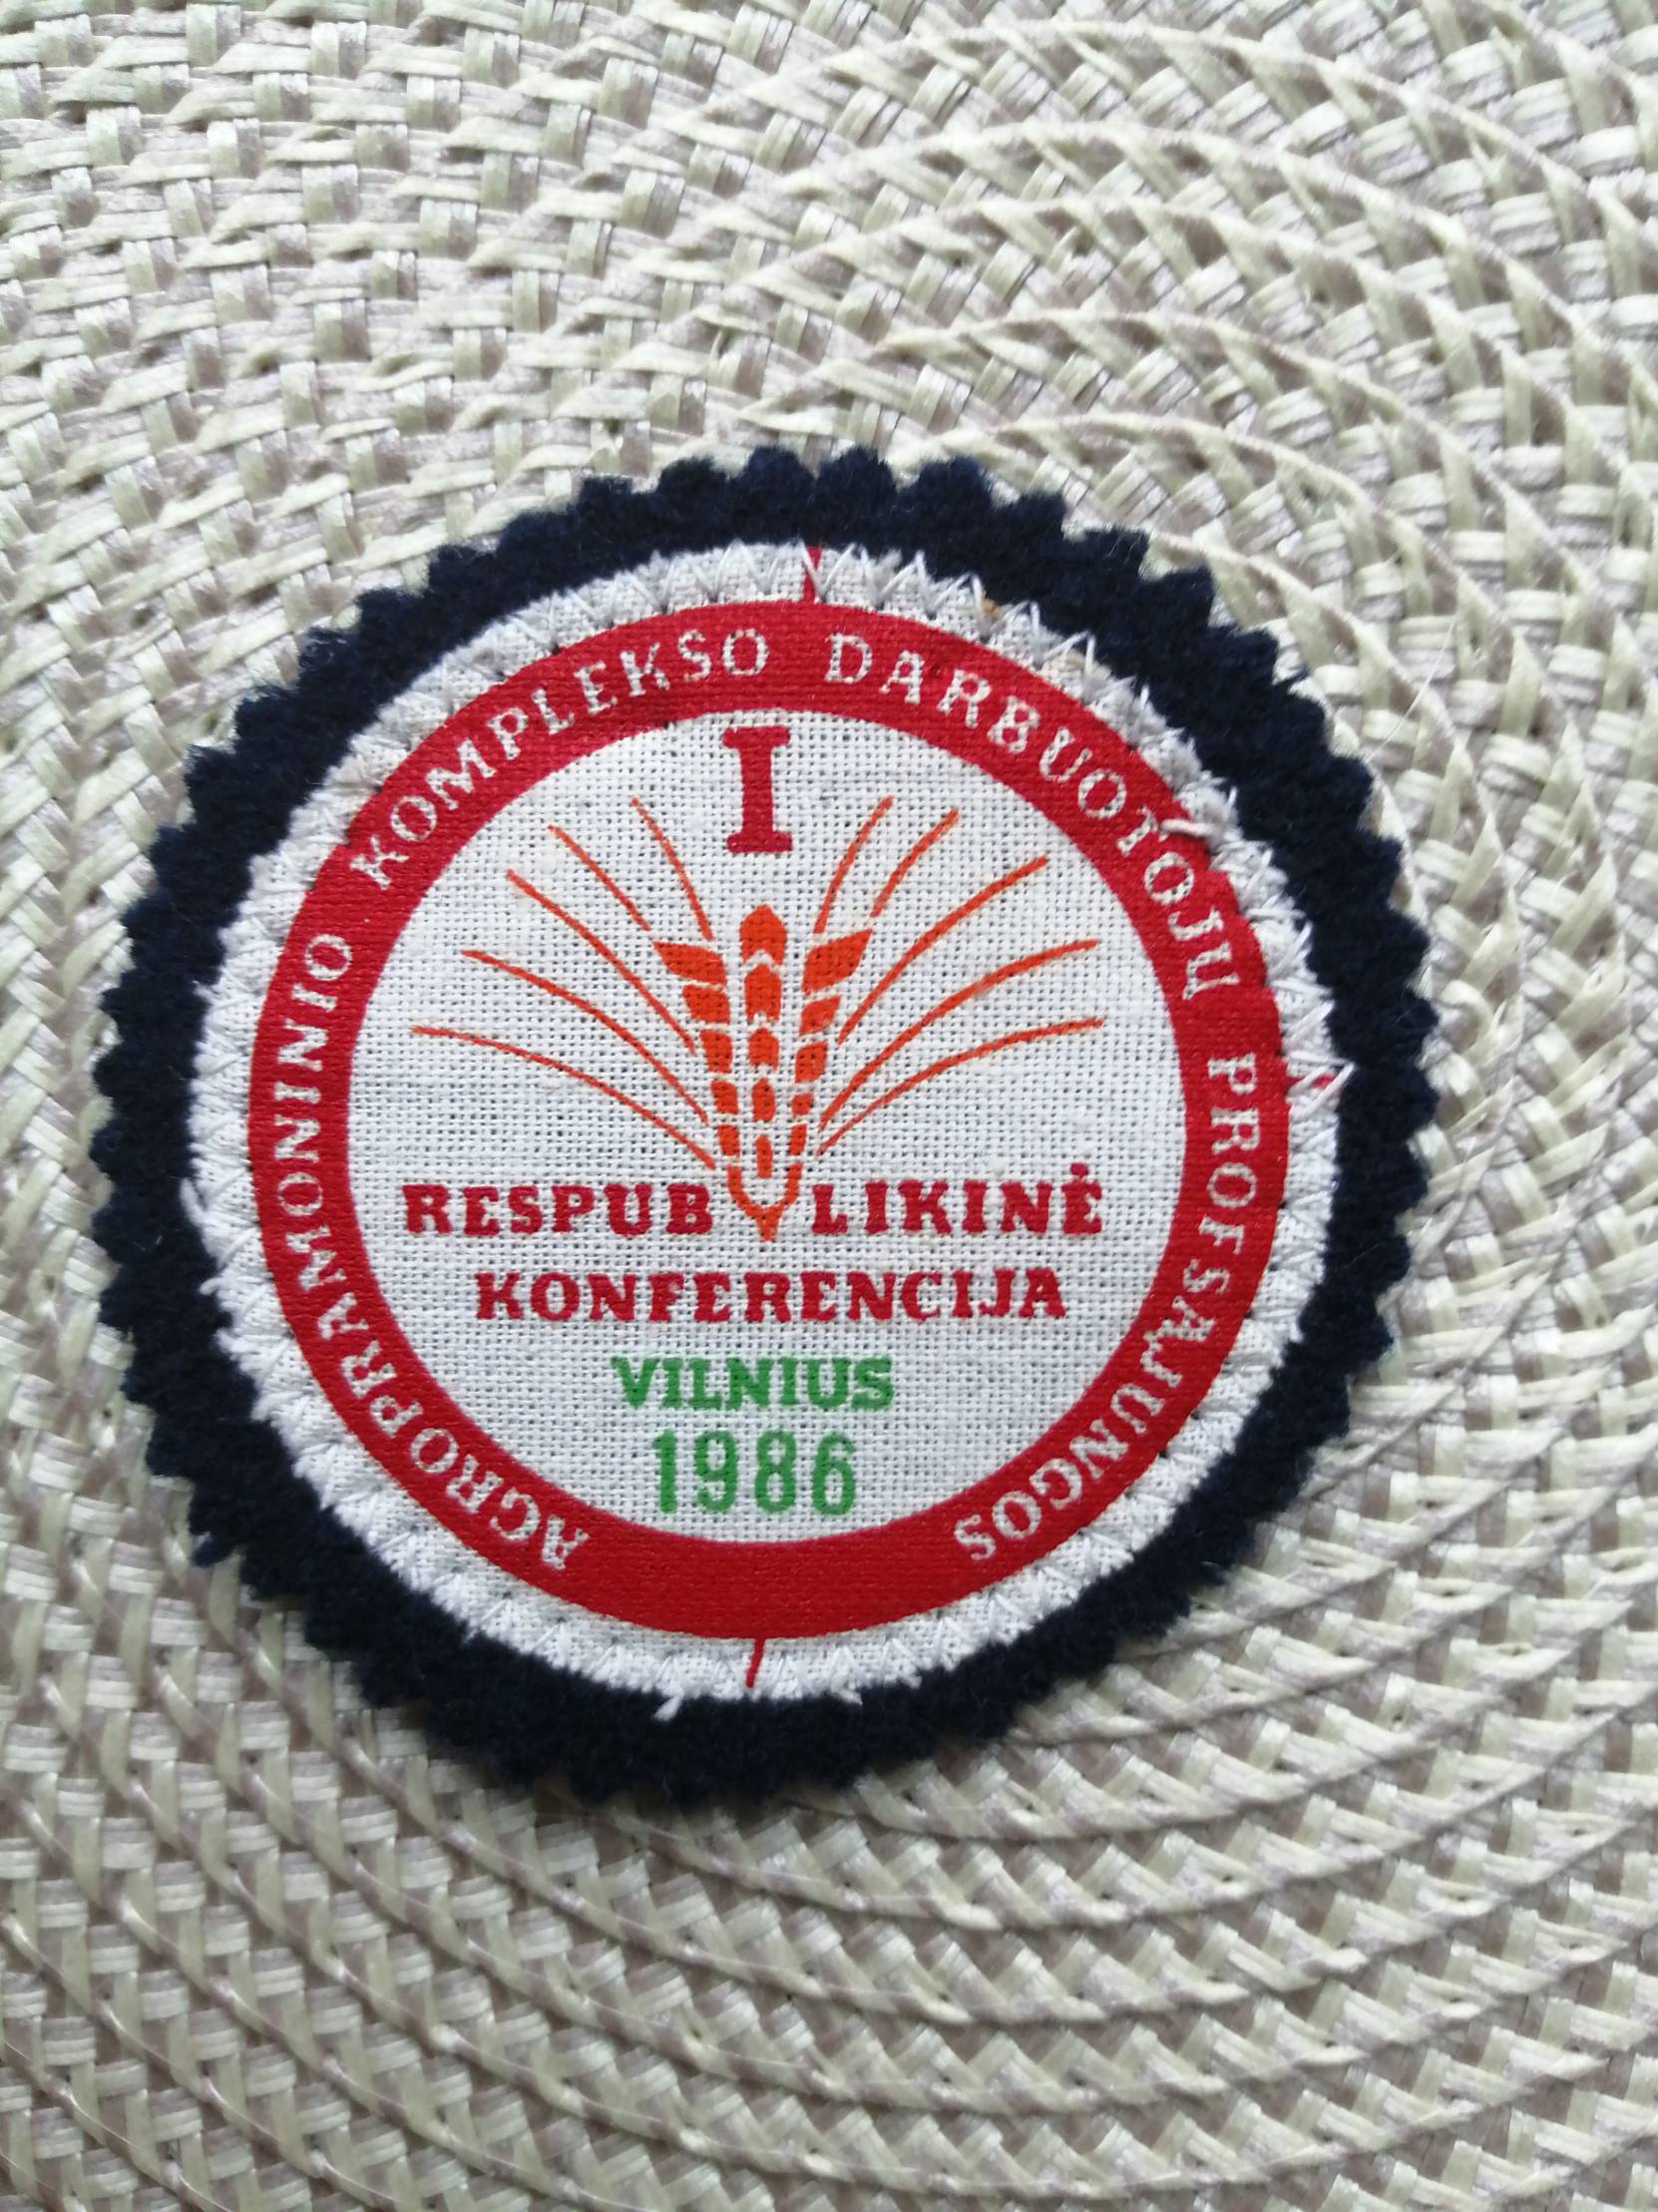 AGROPRAMONINIO KOMPLEKSO DARBUOTOJŲ PROFSĄJUNGOS
I
RESPUBLIKINĖ
KONFERENCIJA
VILNIUS
1986